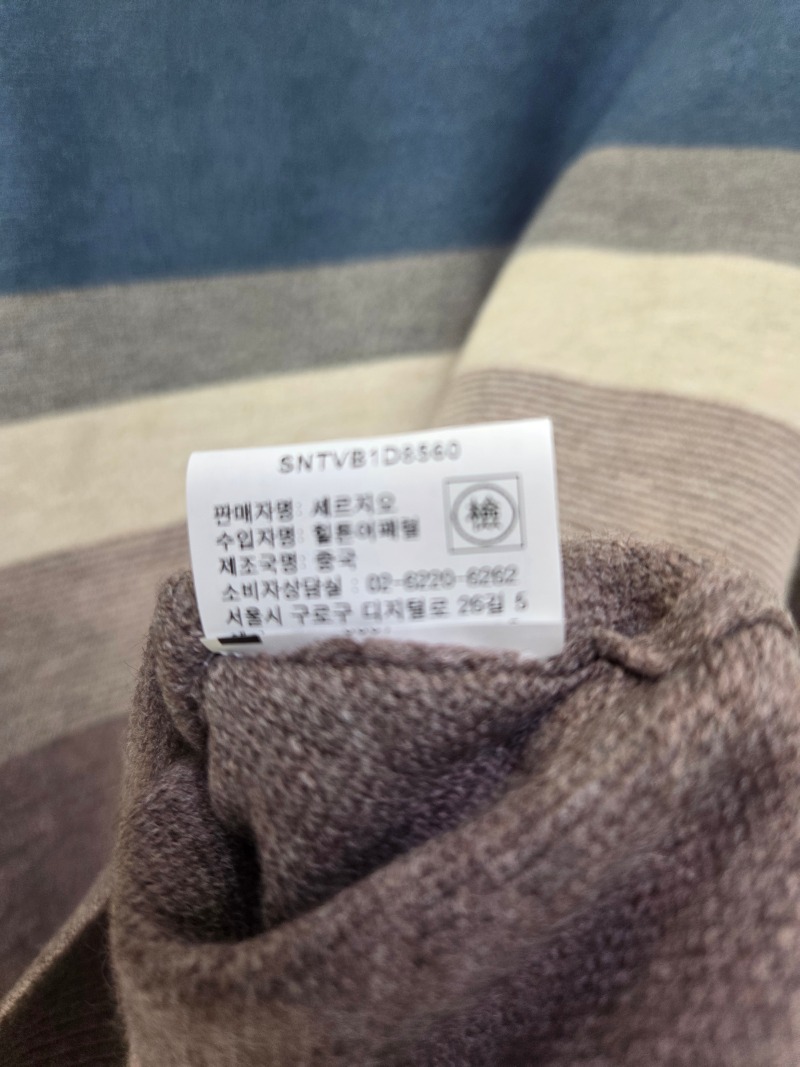 SNTVB1D8560
판매자명 : 세르지오
檢
수입자명 : 힐튼어패럴
제조국명 : 중국
소비자상담실 : 02-6220-6262
서울시 구로구 디지털로 26길 5